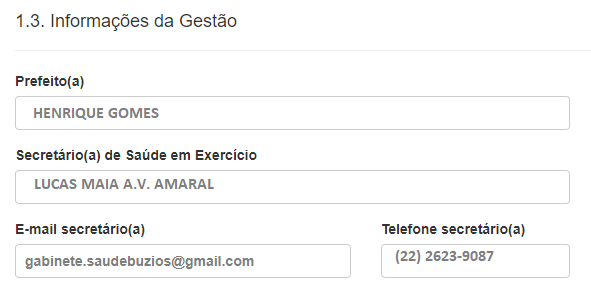 1.3. Informações da Gestão
Prefeito(a)
HENRIQUE GOMES
Secretário(a) de Saúde em Exercício
LUCAS MAIA A.V. AMARAL
E-mail secretário(a)
Telefone secretário(a)
gabinete.saudebuzios@gmail.com
(22) 2623-9087